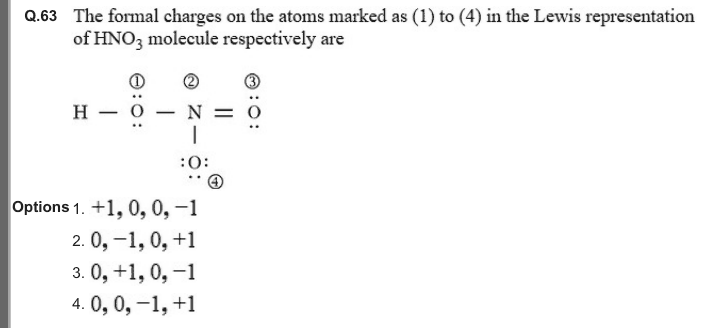 Q.63 The formal charges on the atoms marked as (1) to (4) in the Lewis representation
of HNO₃ molecule respectively are
① ② ③
H — Ö — N = Ö
|
:O:
④
Options 1. +1, 0, 0, −1
2. 0, −1, 0, +1
3. 0, +1, 0, −1
4. 0, 0, −1, +1